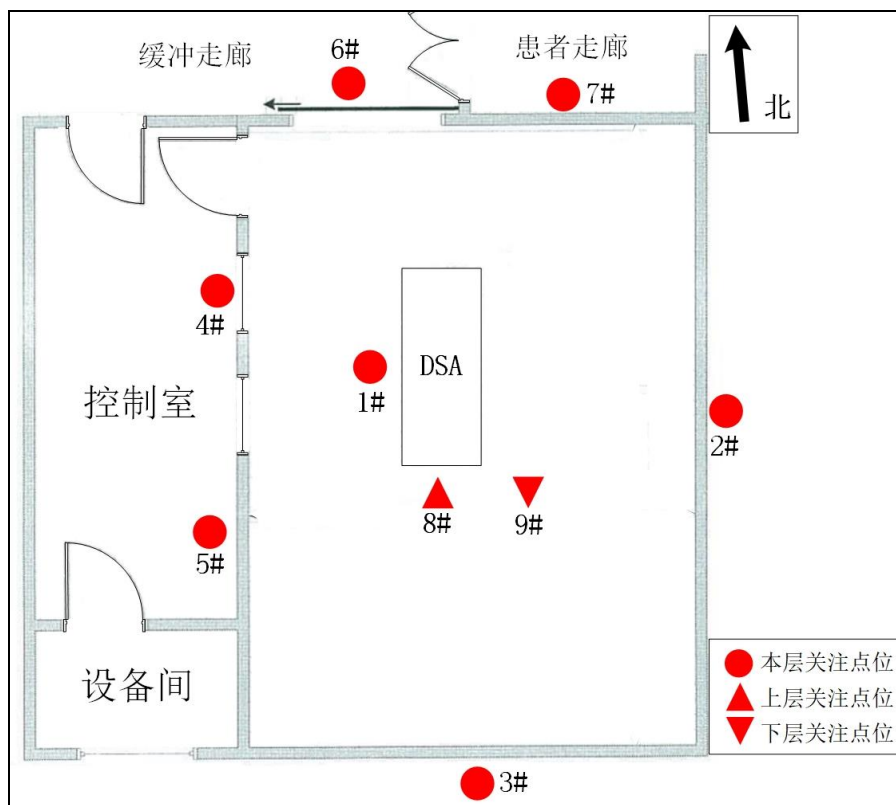 6#
缓冲走廊
患者走廊
7#
北
4#
DSA
控制室
1#
2#
8#
9#
5#
本层关注点位
设备间
上层关注点位
下层关注点位
3#